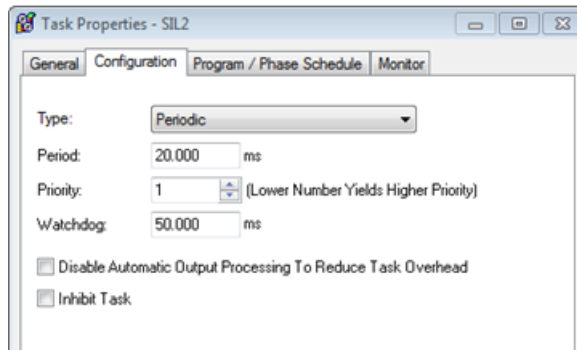 Task Properties - SIL2
General Configuration Program / Phase Schedule Monitor
Type: Periodic
Period: 20.000 ms
Priority: 1 (Lower Number Yields Higher Priority)
Watchdog: 50.000 ms
Disable Automatic Output Processing To Reduce Task Overhead
Inhibit Task